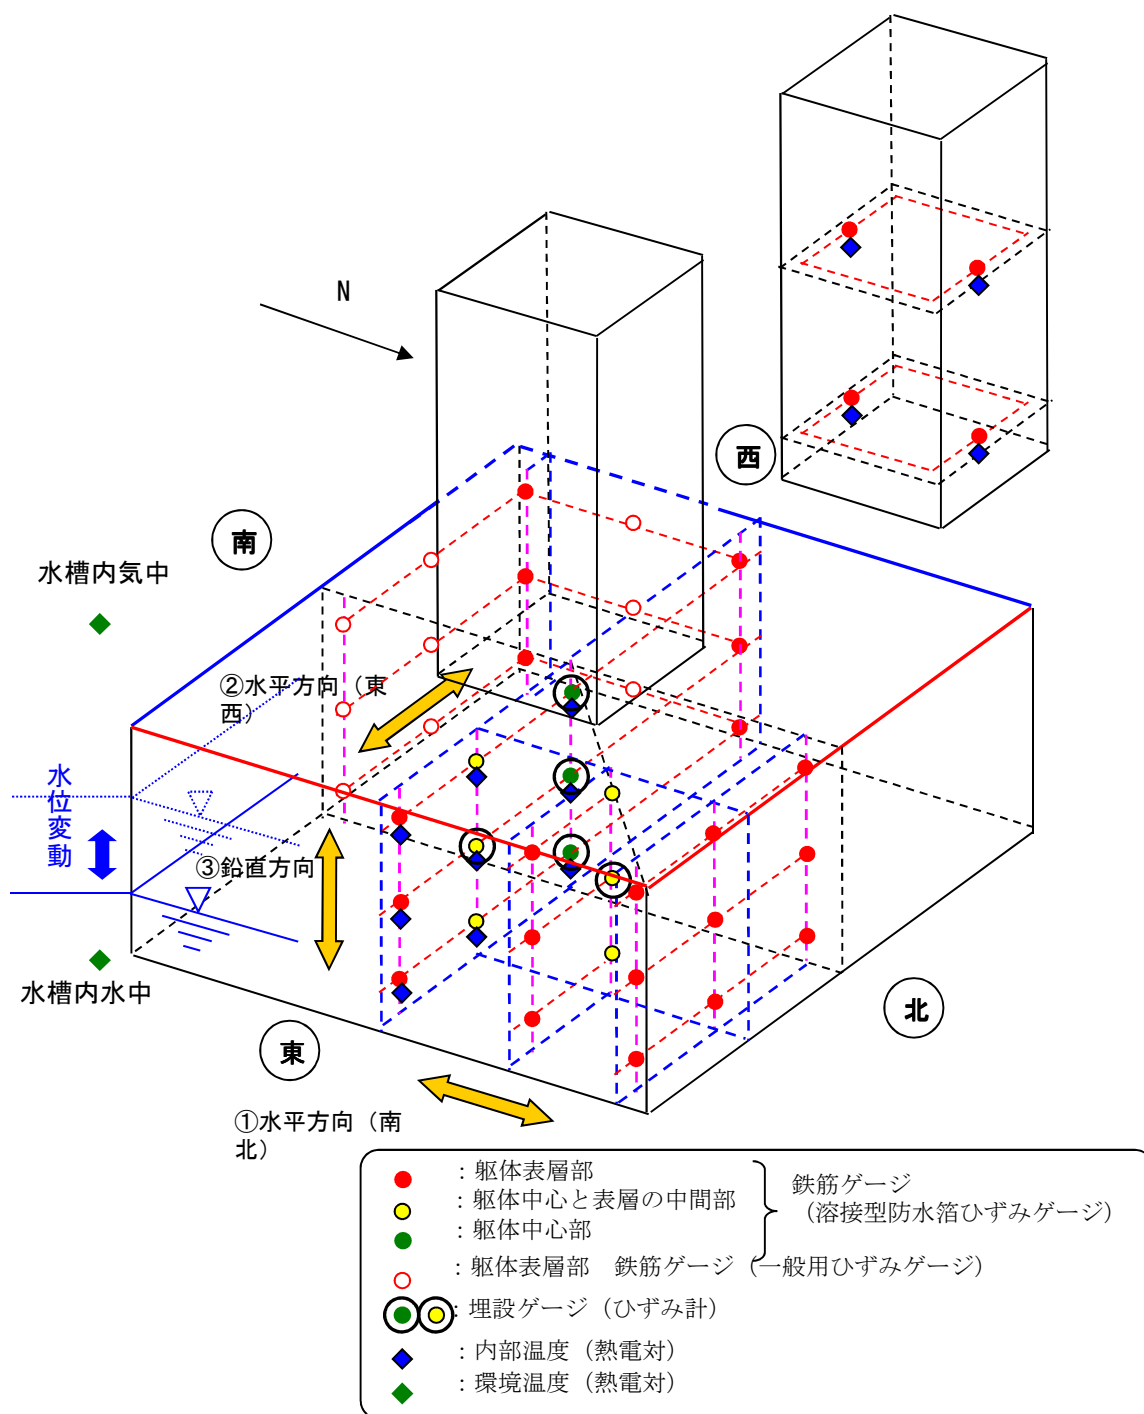 N
西
南
水槽内気中
②水平方向（東
西）
水位変動
③鉛直方向
水槽内水中
北
東
①水平方向（南
北）
：躯体表層部
：躯体中心と表層の中間部
：躯体中心部
鉄筋ゲージ
（溶接型防水箔ひずみゲージ）
：躯体表層部　鉄筋ゲージ（一般用ひずみゲージ）
：埋設ゲージ（ひずみ計）
：内部温度（熱電対）
：環境温度（熱電対）